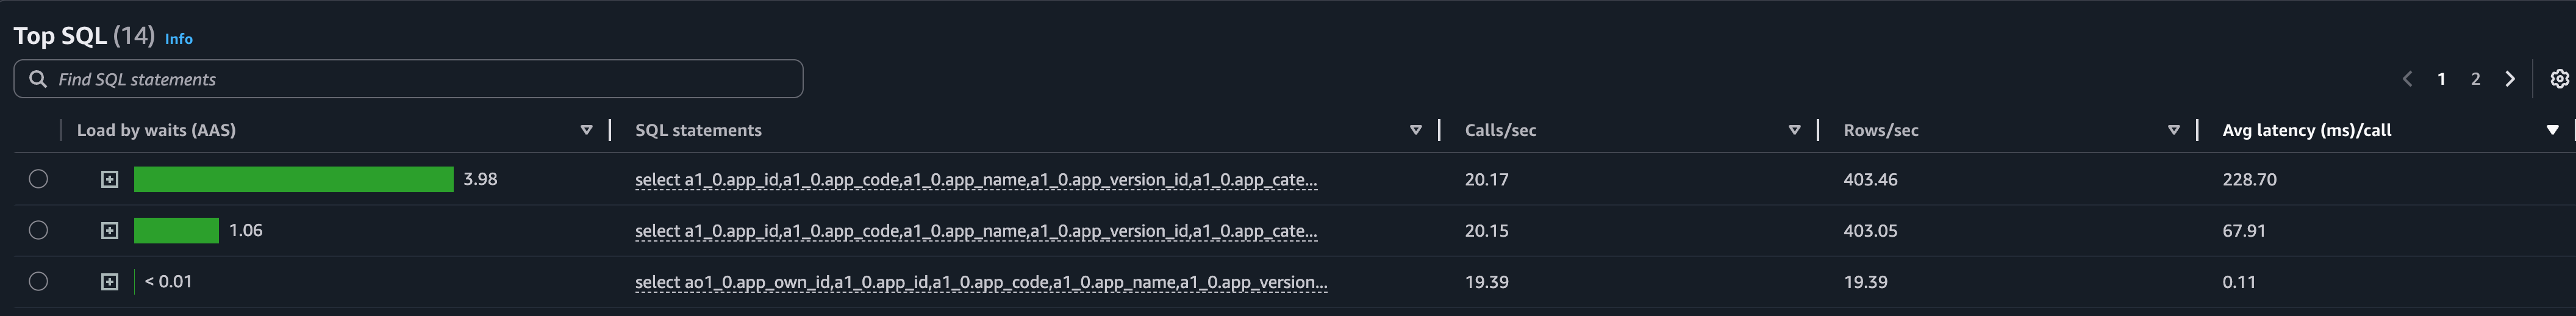 Top SQL (14) Info
Find SQL statements
1 2
Load by waits (AAS) SQL statements Calls/sec Rows/sec Avg latency (ms)/call
3.98 select a1_0.app_id,a1_0.app_code,a1_0.app_name,a1_0.app_version_id,a1_0.app_cate... 20.17 403.46 228.70
1.06 select a1_0.app_id,a1_0.app_code,a1_0.app_name,a1_0.app_version_id,a1_0.app_cate... 20.15 403.05 67.91
< 0.01 select ao1_0.app_own_id,a1_0.app_id,a1_0.app_code,a1_0.app_name,a1_0.app_version... 19.39 19.39 0.11